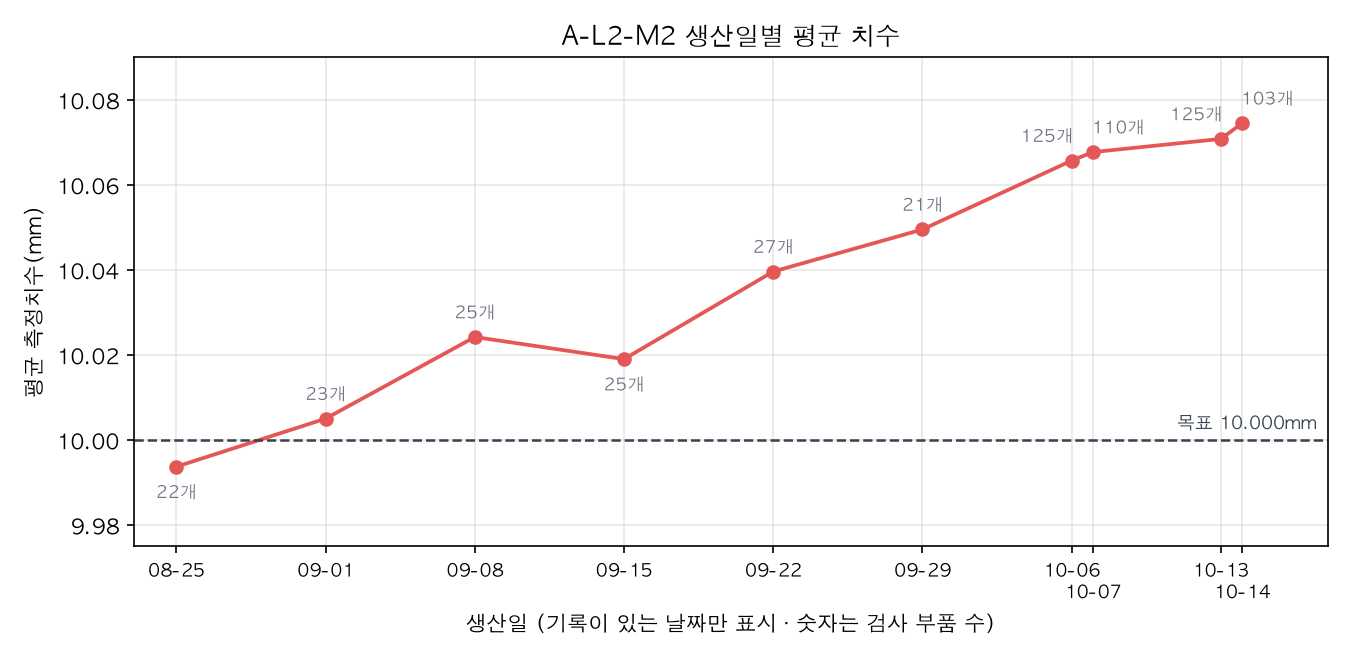 A-L2-M2 생산일별 평균 치수
평균 측정치수(mm)
10.08
10.06
10.04
10.02
10.00
9.98
22개
23개
25개
25개
27개
21개
125개
110개
125개
103개
목표 10.000mm
08-25
09-01
09-08
09-15
09-22
09-29
10-06
10-07
10-13
10-14
생산일 (기록이 있는 날짜만 표시 · 숫자는 검사 부품 수)